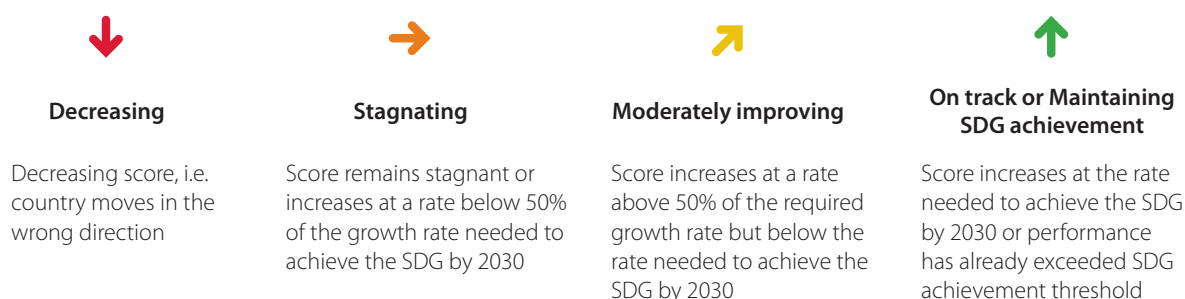 Decreasing
Decreasing score, i.e.
country moves in the
wrong direction
Stagnating
Score remains stagnant or
increases at a rate below 50%
of the growth rate needed to
achieve the SDG by 2030
Moderately improving
Score increases at a rate
above 50% of the required
growth rate but below the
rate needed to achieve the
SDG by 2030
On track or Maintaining
SDG achievement
Score increases at the rate
needed to achieve the SDG
by 2030 or performance
has already exceeded SDG
achievement threshold